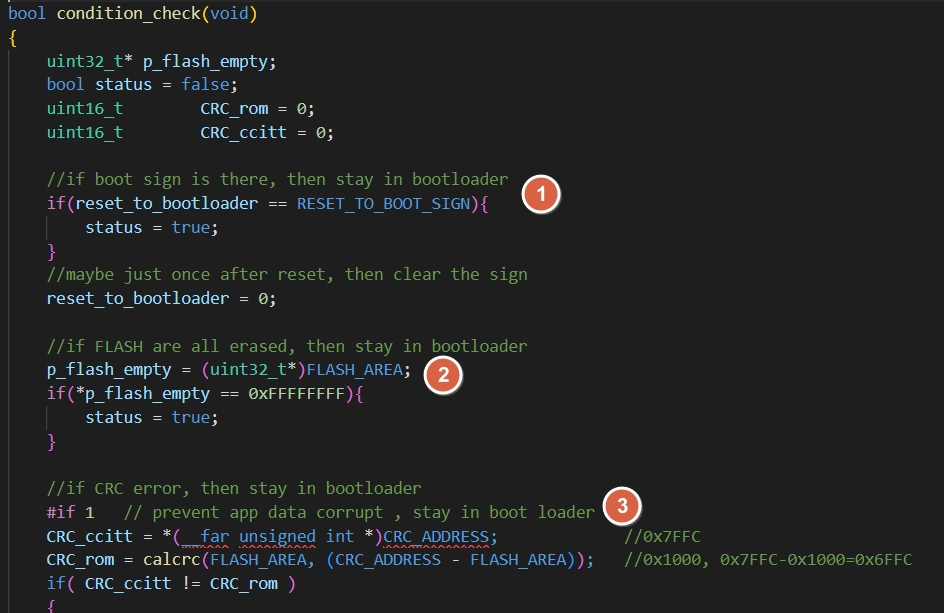 bool condition_check(void)
{
uint32_t* p_flash_empty;
bool status = false;
uint16_t CRC_rom = 0;
uint16_t CRC_ccitt = 0;
//if boot sign is there, then stay in bootloader
1
if(reset_to_bootloader == RESET_TO_BOOT_SIGN){
status = true;
}
//maybe just once after reset, then clear the sign
reset_to_bootloader = 0;
//if FLASH are all erased, then stay in bootloader
p_flash_empty = (uint32_t*)FLASH_AREA;
2
if(*p_flash_empty == 0xFFFFFFFF){
status = true;
}
//if CRC error, then stay in bootloader
#if 1 // prevent app data corrupt , stay in boot loader
3
CRC_ccitt = *(__far unsigned int *)CRC_ADDRESS; //0x7FFC
CRC_rom = calcrc(FLASH_AREA, (CRC_ADDRESS - FLASH_AREA)); //0x1000, 0x7FFC-0x1000=0x6FFC
if( CRC_ccitt != CRC_rom )
{